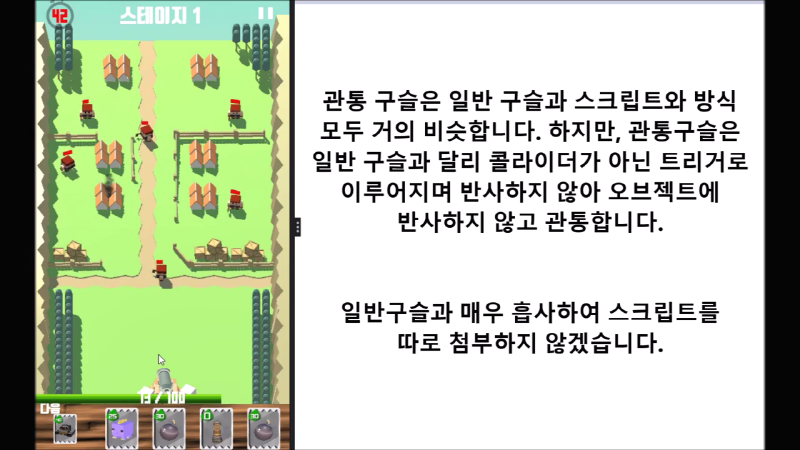 42
스테이지 1
관통 구슬은 일반 구슬과 스크립트와 방식
모두 거의 비슷합니다. 하지만, 관통구슬은
일반 구슬과 달리 콜라이더가 아닌 트리거로
이루어지며 반사하지 않아 오브젝트에
반사하지 않고 관통합니다.
일반구슬과 매우 흡사하여 스크립트를
따로 첨부하지 않겠습니다.
13 / 100
다음
25
30
0
30